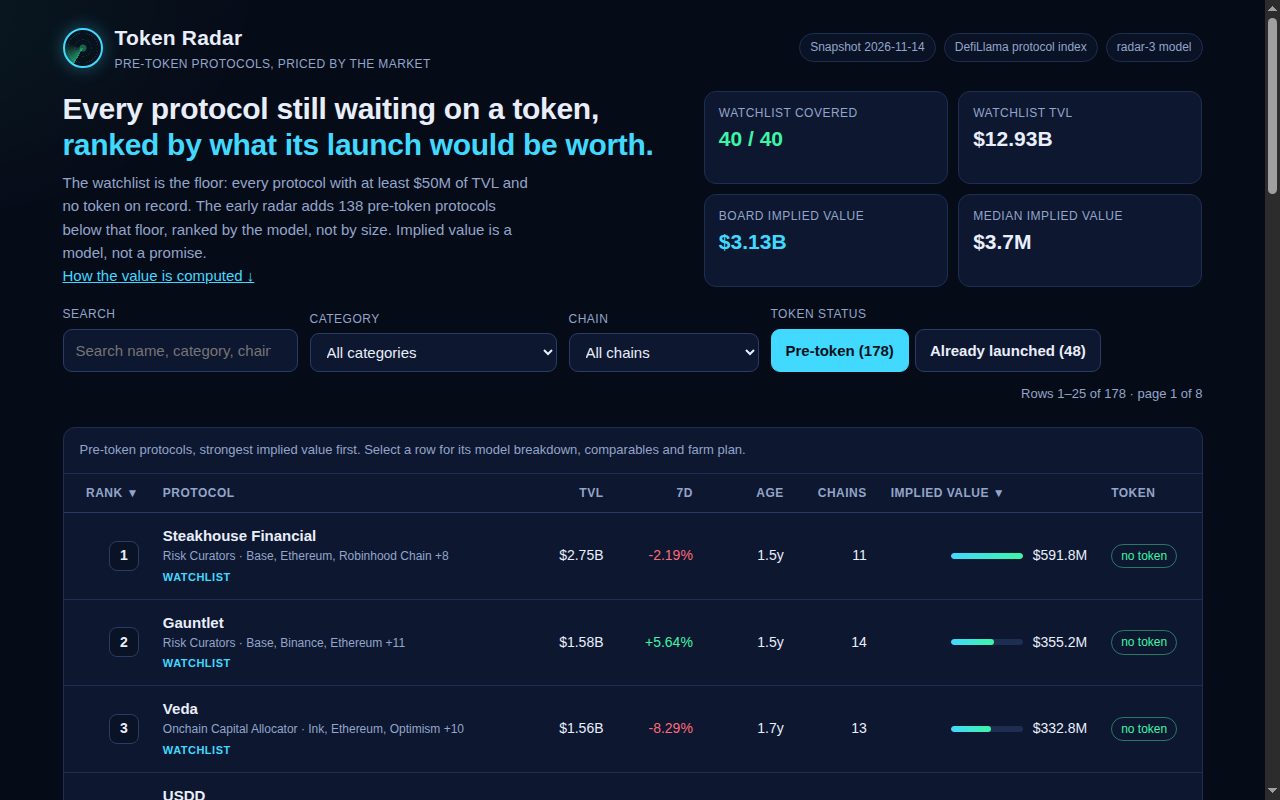 Token Radar
PRE-TOKEN PROTOCOLS, PRICED BY THE MARKET
Snapshot 2026-11-14
DefiLlama protocol index
radar-3 model
Every protocol still waiting on a token,
ranked by what its launch would be worth.
The watchlist is the floor: every protocol with at least $50M of TVL and
no token on record. The early radar adds 138 pre-token protocols
below that floor, ranked by the model, not by size. Implied value is a
model, not a promise.
How the value is computed ↓
WATCHLIST COVERED
40 / 40
WATCHLIST TVL
$12.93B
BOARD IMPLIED VALUE
$3.13B
MEDIAN IMPLIED VALUE
$3.7M
SEARCH
Search name, category, chain
CATEGORY
All categories
CHAIN
All chains
TOKEN STATUS
Pre-token (178)
Already launched (48)
Rows 1–25 of 178 · page 1 of 8
Pre-token protocols, strongest implied value first. Select a row for its model breakdown, comparables and farm plan.
RANK ▼ PROTOCOL TVL 7D AGE CHAINS IMPLIED VALUE ▼ TOKEN
1 Steakhouse Financial $2.75B -2.19% 1.5y 11 $591.8M no token
Risk Curators · Base, Ethereum, Robinhood Chain +8
WATCHLIST
2 Gauntlet $1.58B +5.64% 1.5y 14 $355.2M no token
Risk Curators · Base, Binance, Ethereum +11
WATCHLIST
3 Veda $1.56B -8.29% 1.7y 13 $332.8M no token
Onchain Capital Allocator · Ink, Ethereum, Optimism +10
WATCHLIST
USDD